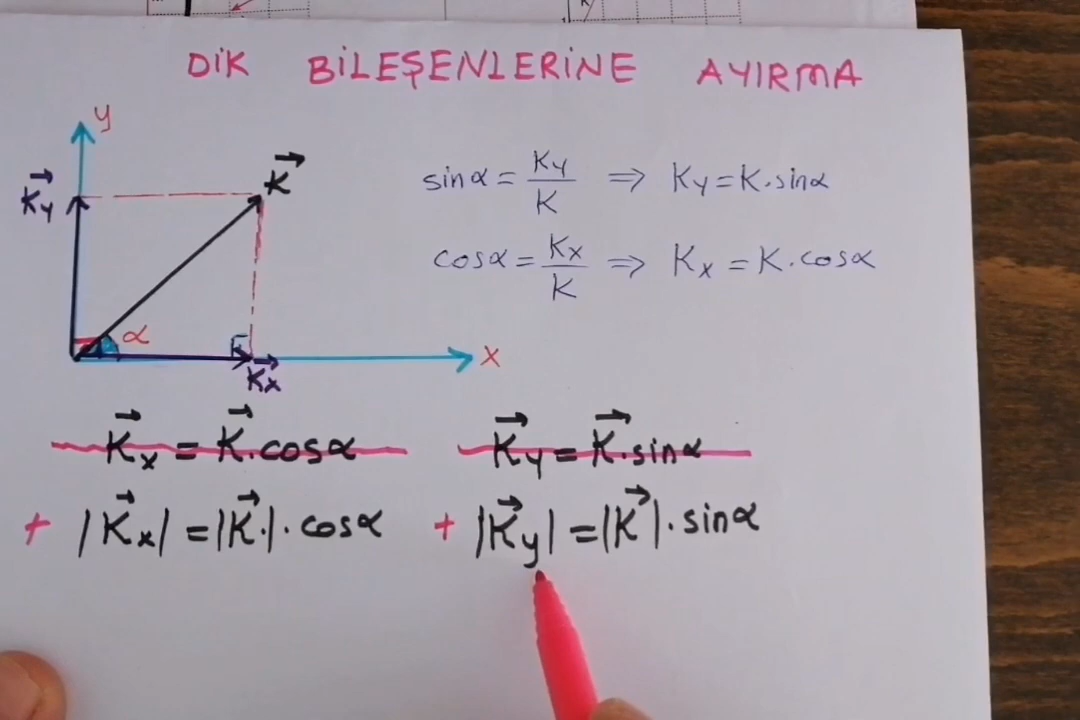 DİK BİLEŞENLERİNE AYIRMA
y
K⃗
K⃗y
sinα = Ky/K ⇒ Ky = K.sinα
cosα = Kx/K ⇒ Kx = K.cosα
α
x
K⃗x
K⃗x = K⃗.cosα K⃗y = K⃗.sinα
+ |K⃗x| = |K⃗.|.cosα + |K⃗y| = |K⃗|.sinα